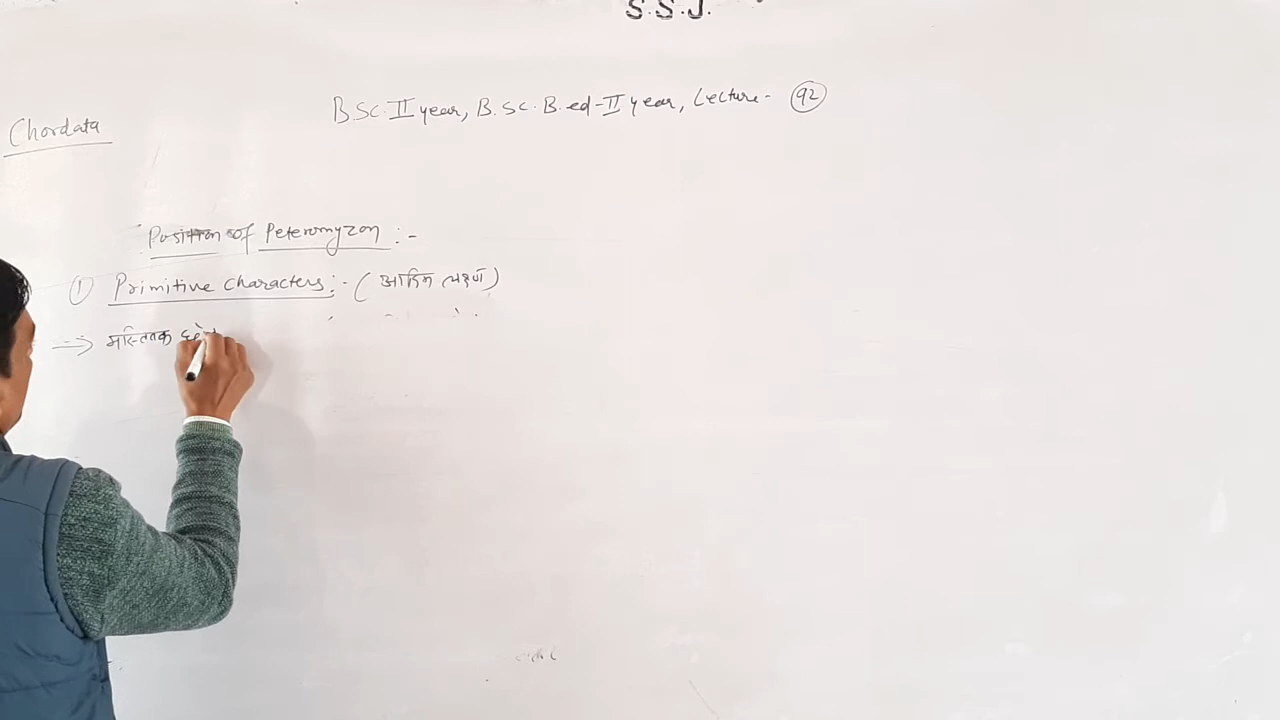 S.S.J.
B.Sc. II year, B.Sc. B.ed-II year, Lecture - 92
Chordata
Position of Peteromyzon :-
① Primitive characters :- (आदिम लक्षण)
→ मस्तिष्क